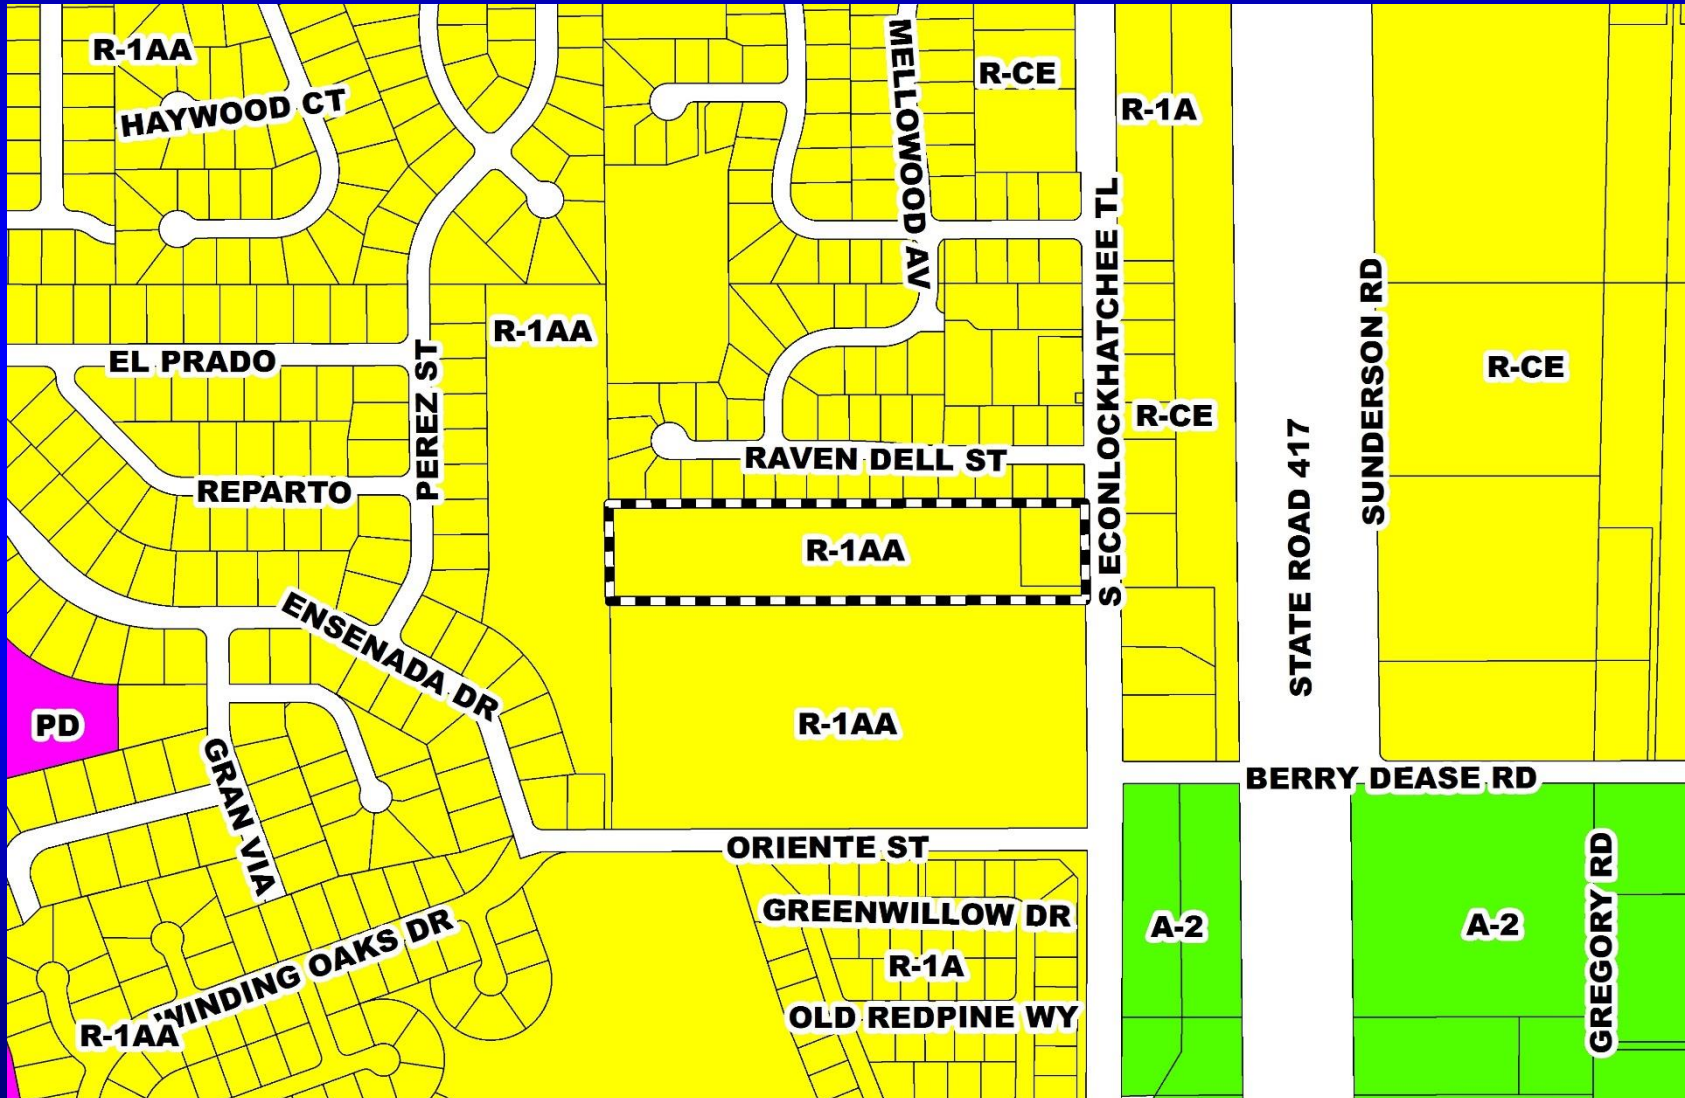 R-1AA
HAYWOOD CT
MELLOWOOD AV
R-CE
R-1A
S ECONLOCKHATCHEE TL
SUNDERSON RD
R-1AA
EL PRADO
PEREZ ST
R-CE
R-CE
STATE ROAD 417
RAVEN DELL ST
REPARTO
R-1AA
ENSENADA DR
PD
R-1AA
GRAN VIA
BERRY DEASE RD
ORIENTE ST
GREGORY RD
GREENWILLOW DR
A-2
A-2
WINDING OAKS DR
R-1A
OLD REDPINE WY
R-1AA